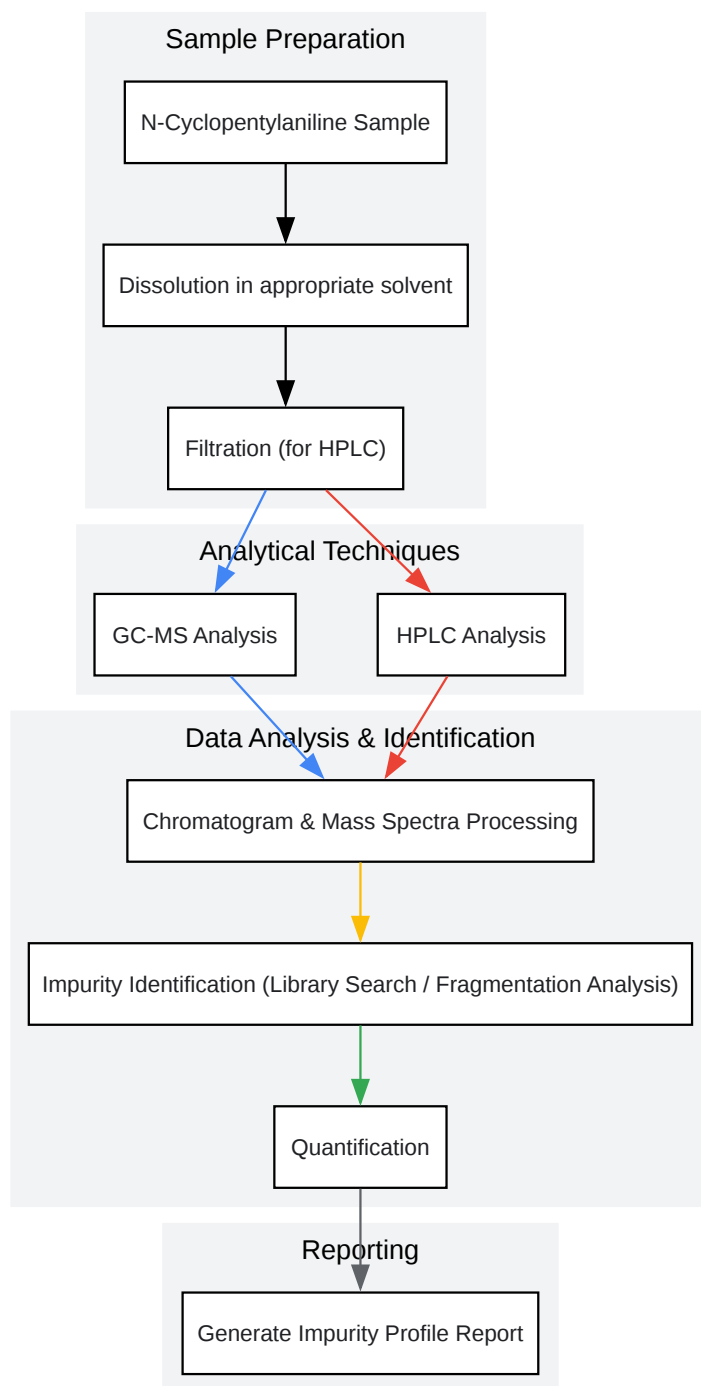 Sample Preparation
N-Cyclopentylaniline Sample
Dissolution in appropriate solvent
Filtration (for HPLC)
Analytical Techniques
GC-MS Analysis
HPLC Analysis
Data Analysis & Identification
Chromatogram & Mass Spectra Processing
Impurity Identification (Library Search / Fragmentation Analysis)
Quantification
Reporting
Generate Impurity Profile Report